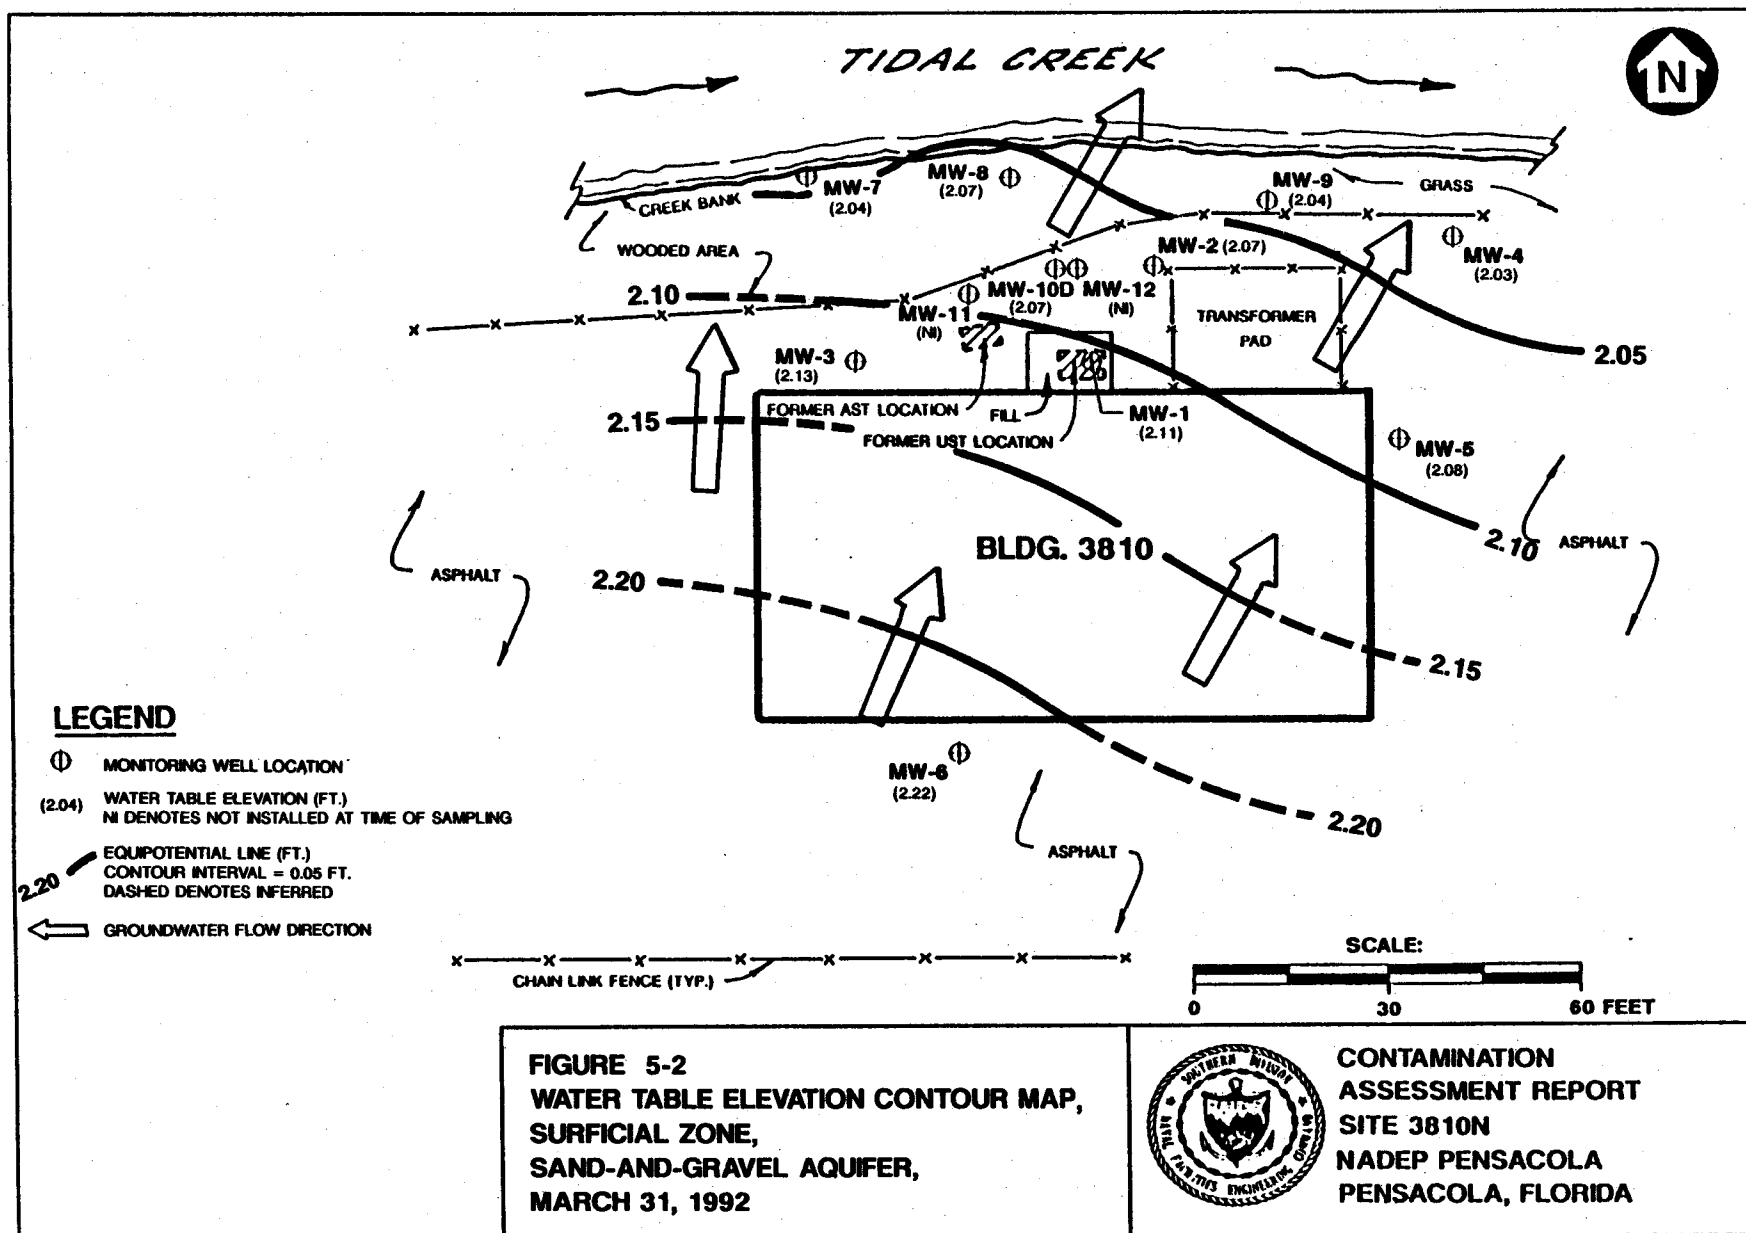 TIDAL CREEK
N
MW-7
(2.04)
MW-8
(2.07)
MW-9
(2.04)
GRASS
CREEK BANK
WOODED AREA
MW-2 (2.07)
MW-4
(2.03)
2.10
MW-10D
(2.07)
MW-12
(NI)
MW-11
(NI)
TRANSFORMER
PAD
2.05
MW-3
(2.13)
FORMER AST LOCATION
FILL
MW-1
(2.11)
2.15
FORMER UST LOCATION
MW-5
(2.08)
BLDG. 3810
2.10
ASPHALT
ASPHALT
2.20
2.15
LEGEND
MONITORING WELL LOCATION
(2.04)
WATER TABLE ELEVATION (FT.)
NI DENOTES NOT INSTALLED AT TIME OF SAMPLING
2.20
EQUIPOTENTIAL LINE (FT.)
CONTOUR INTERVAL = 0.05 FT.
DASHED DENOTES INFERRED
GROUNDWATER FLOW DIRECTION
MW-6
(2.22)
2.20
ASPHALT
CHAIN LINK FENCE (TYP.)
SCALE:
0 30 60 FEET
FIGURE 5-2
WATER TABLE ELEVATION CONTOUR MAP,
SURFICIAL ZONE,
SAND-AND-GRAVEL AQUIFER,
MARCH 31, 1992
SOUTHERN DIVISION
NAVAL FACILITIES ENGINEERING COMMAND
CONTAMINATION
ASSESSMENT REPORT
SITE 3810N
NADEP PENSACOLA
PENSACOLA, FLORIDA